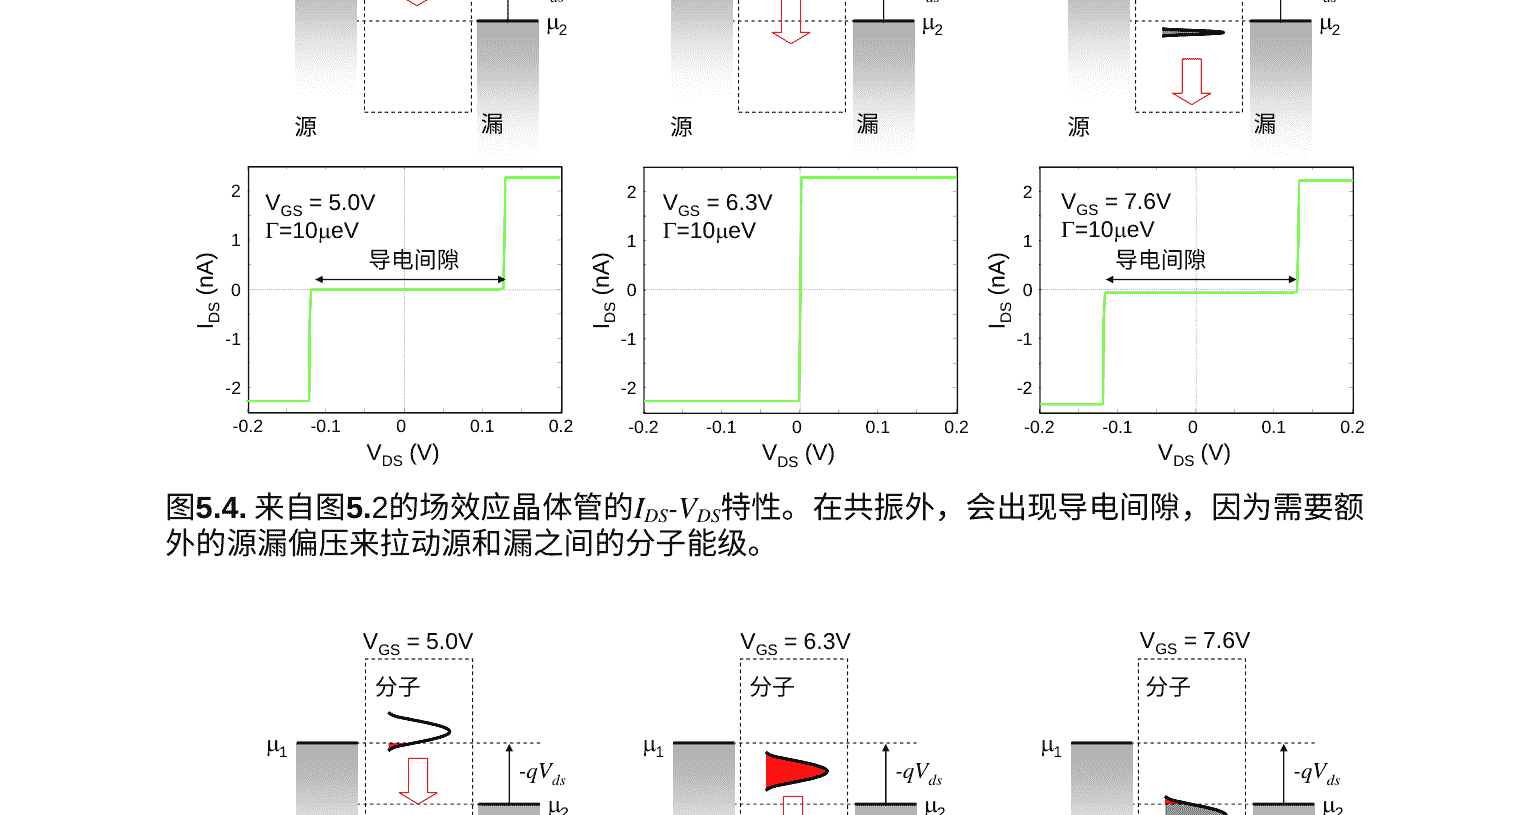 μ2 μ2 μ2
源 漏 源 漏 源 漏
VGS = 5.0V VGS = 6.3V VGS = 7.6V
Γ=10μeV Γ=10μeV Γ=10μeV
导电间隙 导电间隙
IDS (nA) IDS (nA) IDS (nA)
2 2 2
1 1 1
0 0 0
-1 -1 -1
-2 -2 -2
-0.2 -0.1 0 0.1 0.2 -0.2 -0.1 0 0.1 0.2 -0.2 -0.1 0 0.1 0.2
VDS (V) VDS (V) VDS (V)
图5.4. 来自图5.2的场效应晶体管的IDS-VDS特性。在共振外，会出现导电间隙，因为需要额
外的源漏偏压来拉动源和漏之间的分子能级。
VGS = 5.0V VGS = 6.3V VGS = 7.6V
分子 分子 分子
μ1 μ1 μ1
-qVds -qVds -qVds
μ2 μ2 μ2